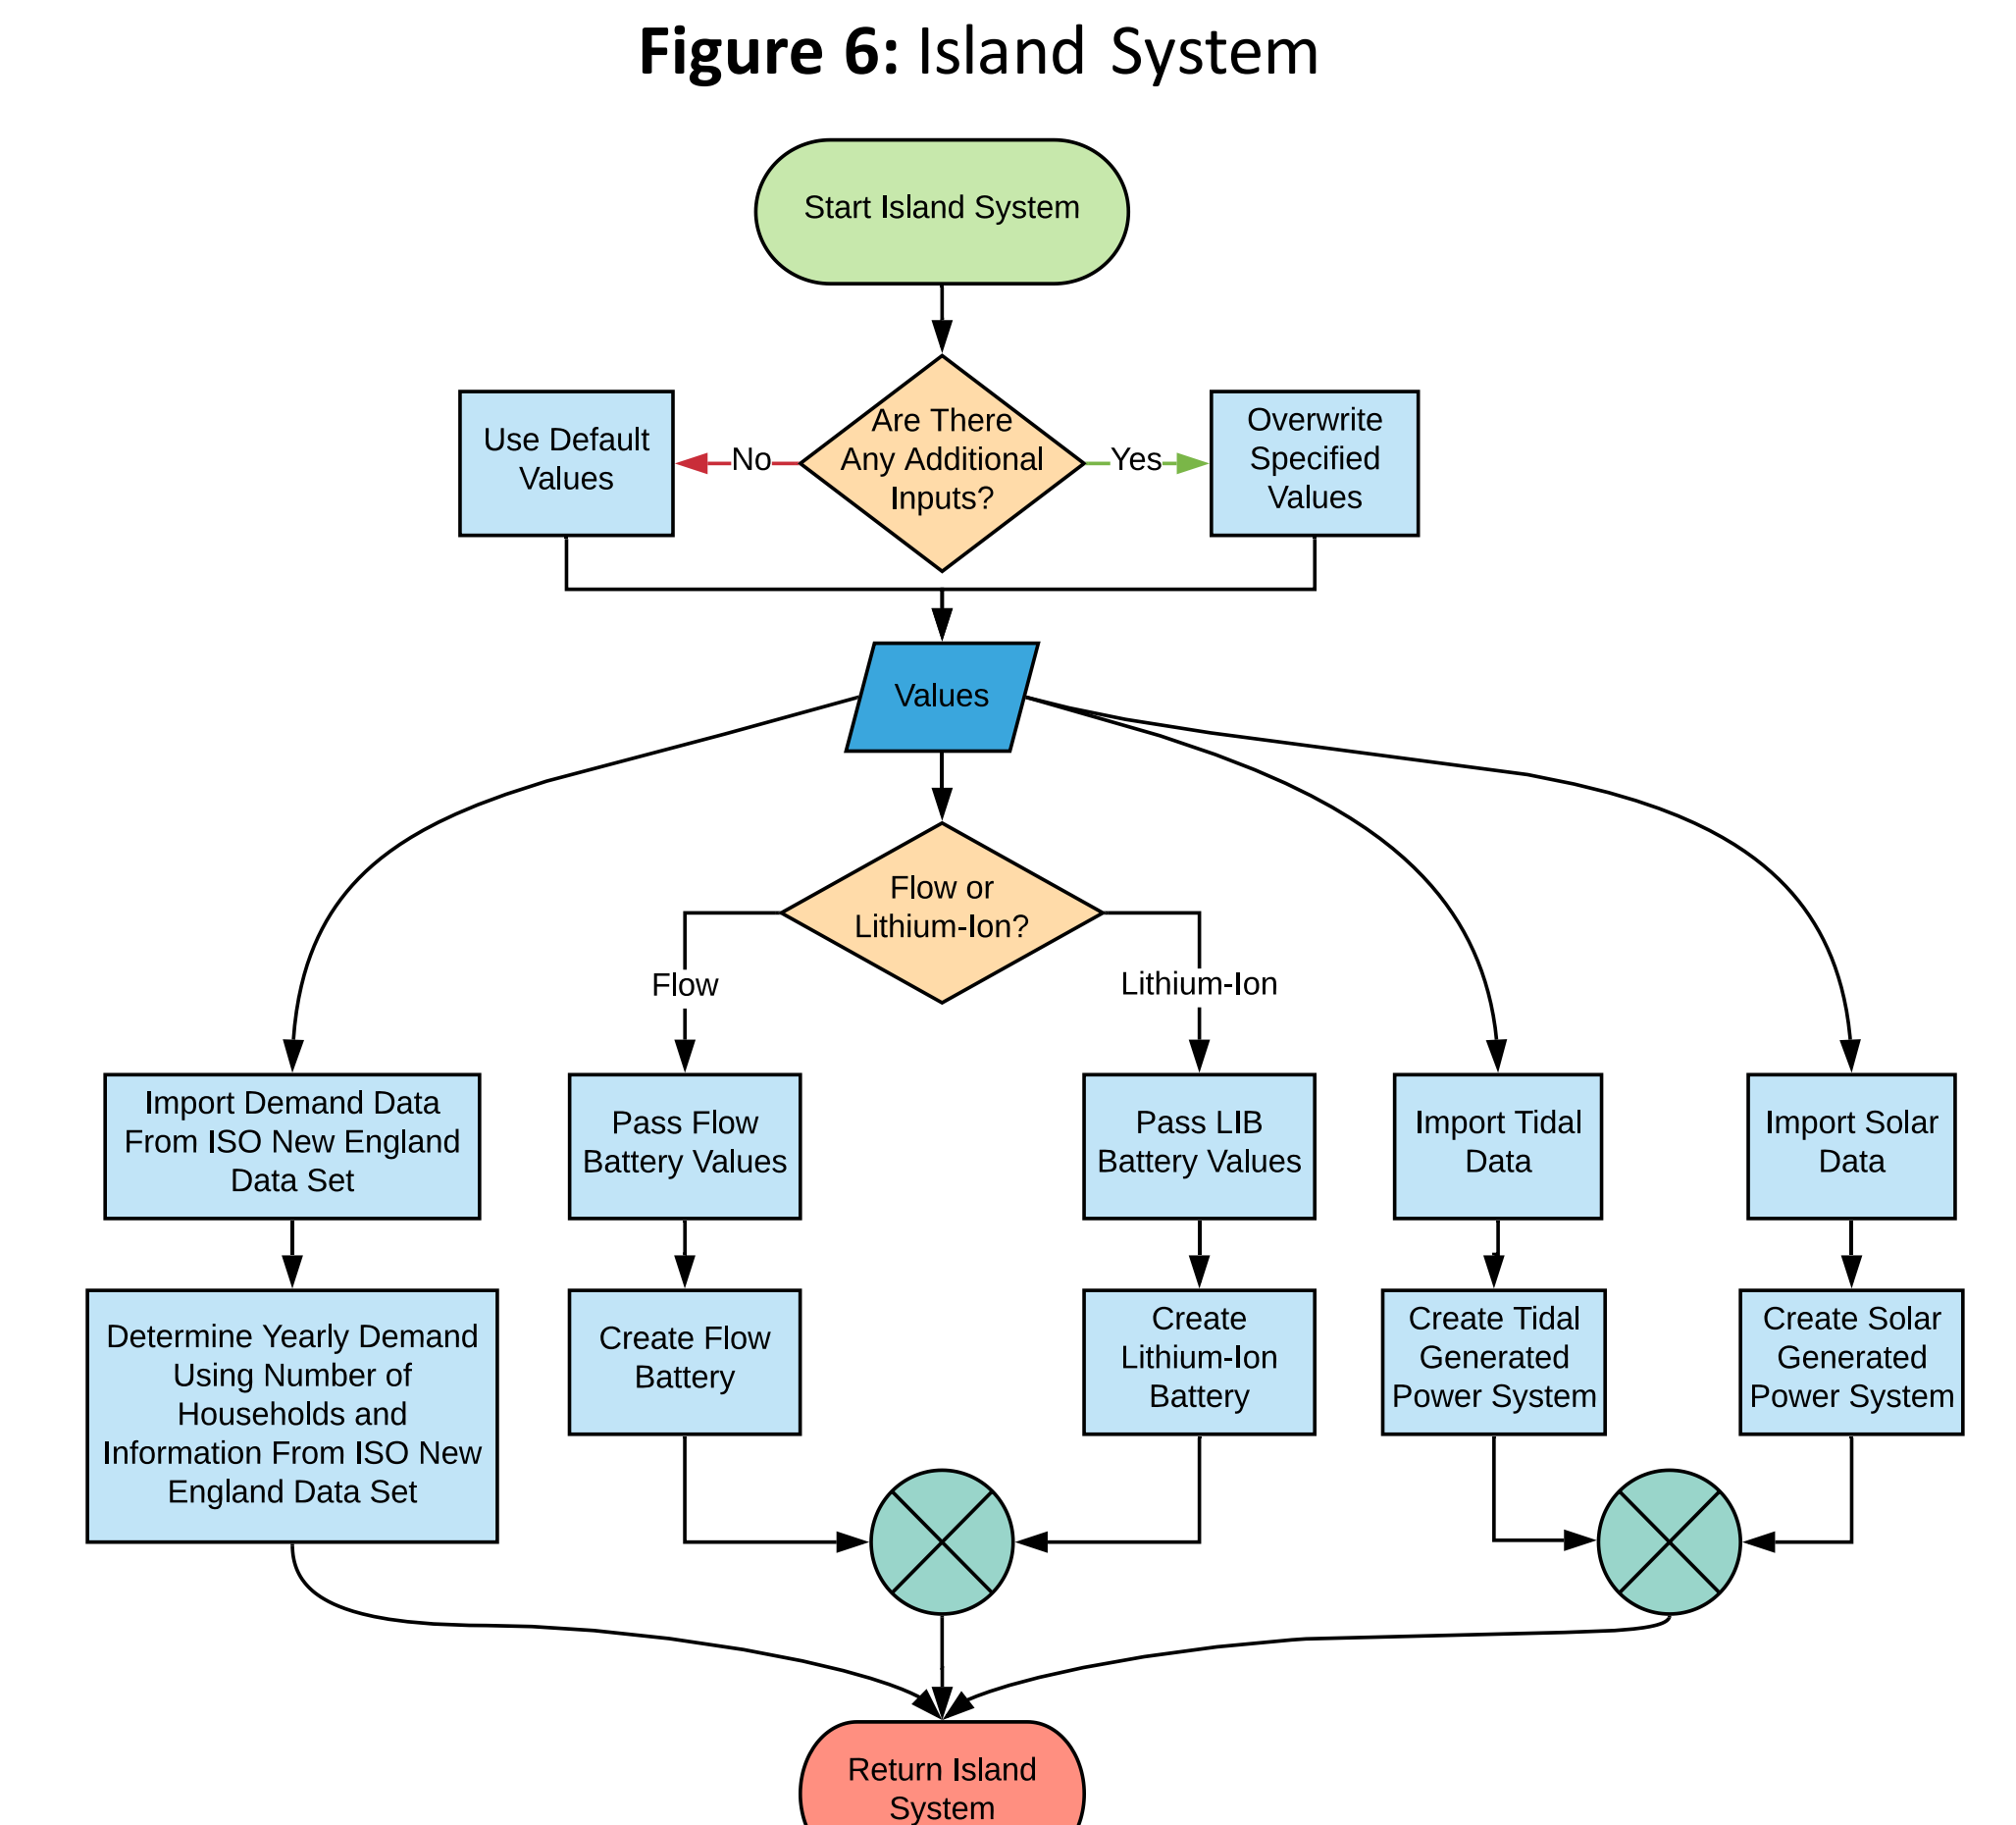 Figure 6: Island System
Start Island System
Are There
Any Additional
Inputs?
No
Yes
Use Default
Values
Overwrite
Specified
Values
Values
Flow or
Lithium-Ion?
Flow
Lithium-Ion
Import Demand Data
From ISO New England
Data Set
Pass Flow
Battery Values
Pass LIB
Battery Values
Import Tidal
Data
Import Solar
Data
Determine Yearly Demand
Using Number of
Households and
Information From ISO New
England Data Set
Create Flow
Battery
Create
Lithium-Ion
Battery
Create Tidal
Generated
Power System
Create Solar
Generated
Power System
Return Island
System